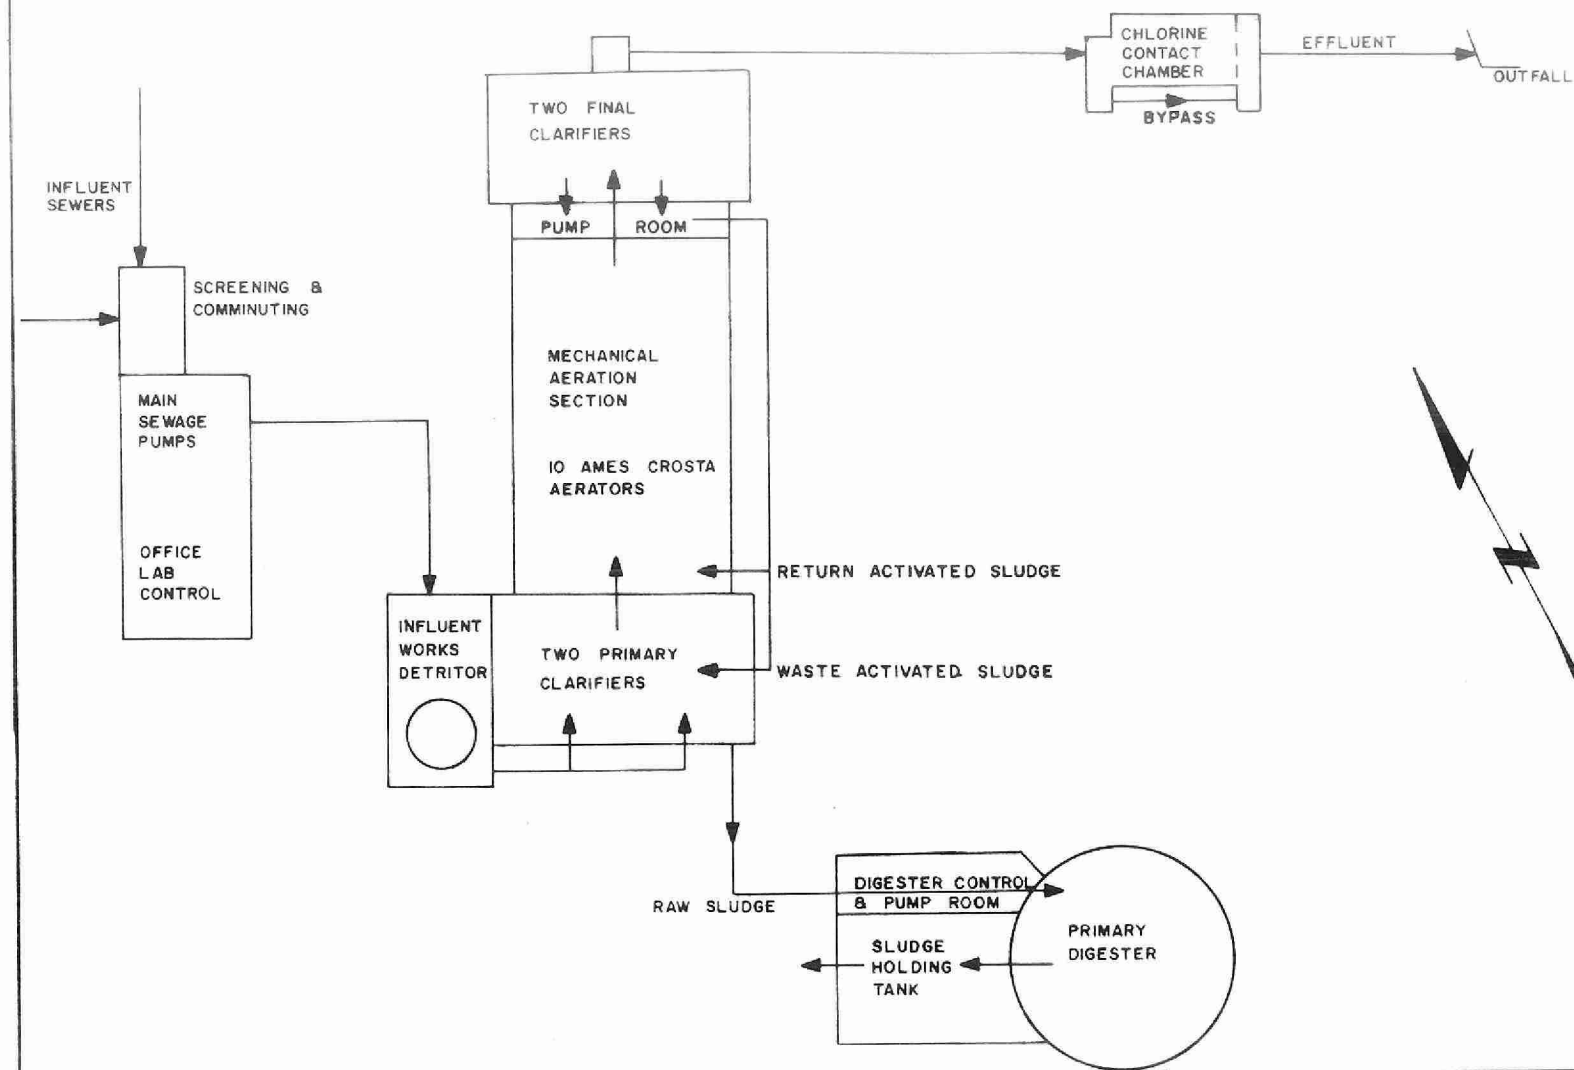 CHLORINE
CONTACT
CHAMBER
EFFLUENT
OUTFALL
BYPASS
TWO FINAL
CLARIFIERS
INFLUENT
SEWERS
PUMP ROOM
SCREENING &
COMMINUTING
MECHANICAL
AERATION
SECTION
MAIN
SEWAGE
PUMPS
10 AMES CROSTA
AERATORS
OFFICE
LAB
CONTROL
RETURN ACTIVATED SLUDGE
INFLUENT
WORKS
DETRITOR
TWO PRIMARY
CLARIFIERS
WASTE ACTIVATED SLUDGE
RAW SLUDGE
DIGESTER CONTROL
& PUMP ROOM
PRIMARY
DIGESTER
SLUDGE
HOLDING
TANK